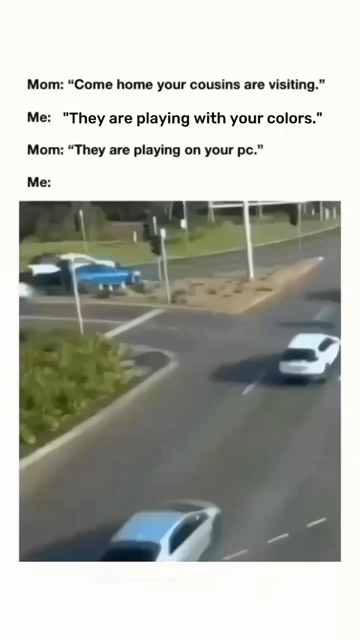 Mom: “Come home your cousins are visiting.”
Me: "They are playing with your colors."
Mom: “They are playing on your pc.”
Me: